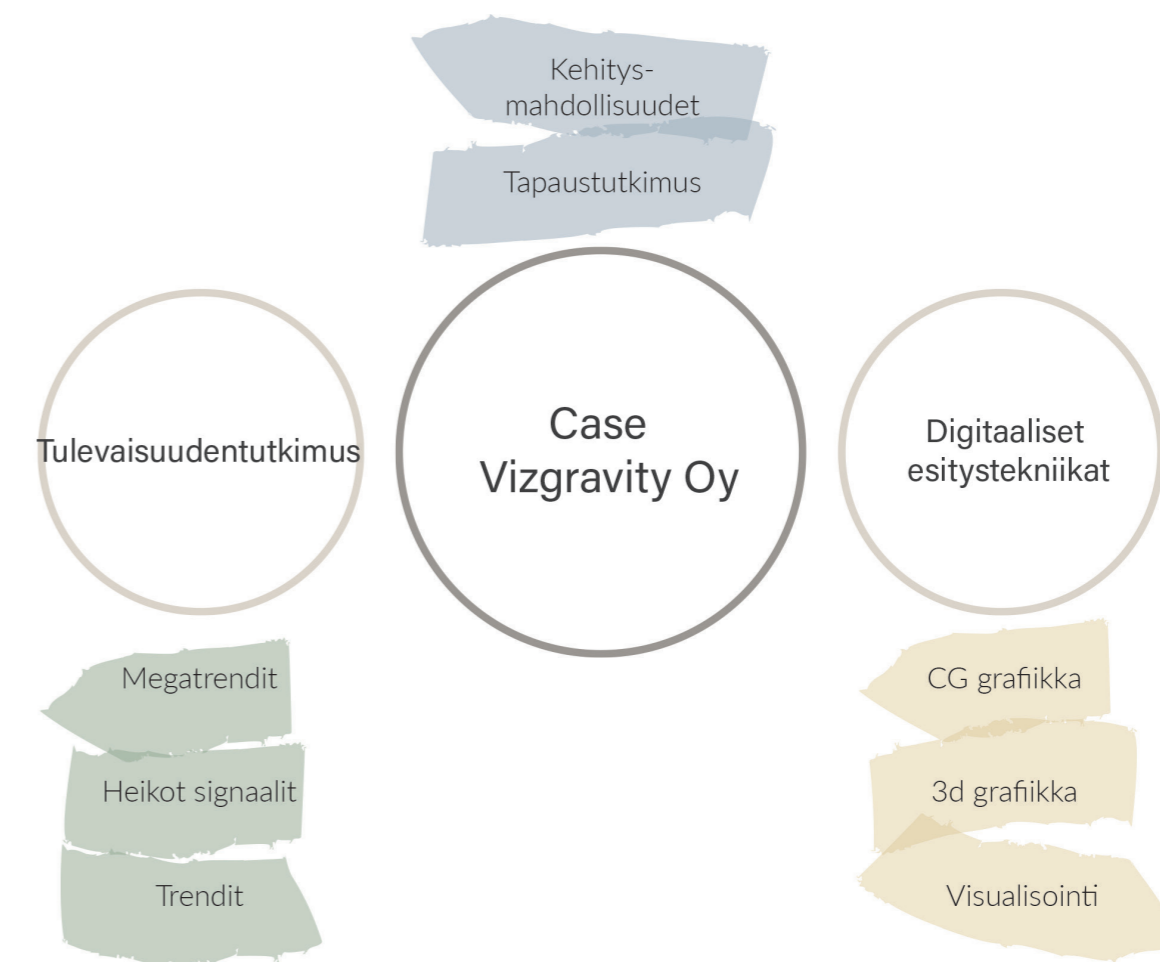 Kehitys-
mahdollisuudet
Tapaustutkimus
Tulevaisuudentutkimus
Case
Vizgravity Oy
Digitaaliset
esitystekniikat
Megatrendit
Heikot signaalit
Trendit
CG grafiikka
3d grafiikka
Visualisointi